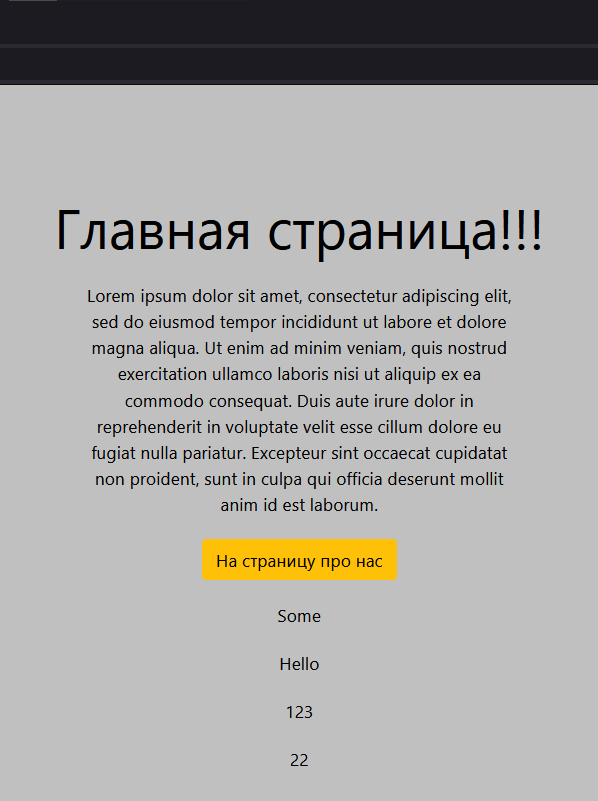 Главная страница!!!
Lorem ipsum dolor sit amet, consectetur adipiscing elit,
sed do eiusmod tempor incididunt ut labore et dolore
magna aliqua. Ut enim ad minim veniam, quis nostrud
exercitation ullamco laboris nisi ut aliquip ex ea
commodo consequat. Duis aute irure dolor in
reprehenderit in voluptate velit esse cillum dolore eu
fugiat nulla pariatur. Excepteur sint occaecat cupidatat
non proident, sunt in culpa qui officia deserunt mollit
anim id est laborum.
На страницу про нас
Some
Hello
123
22